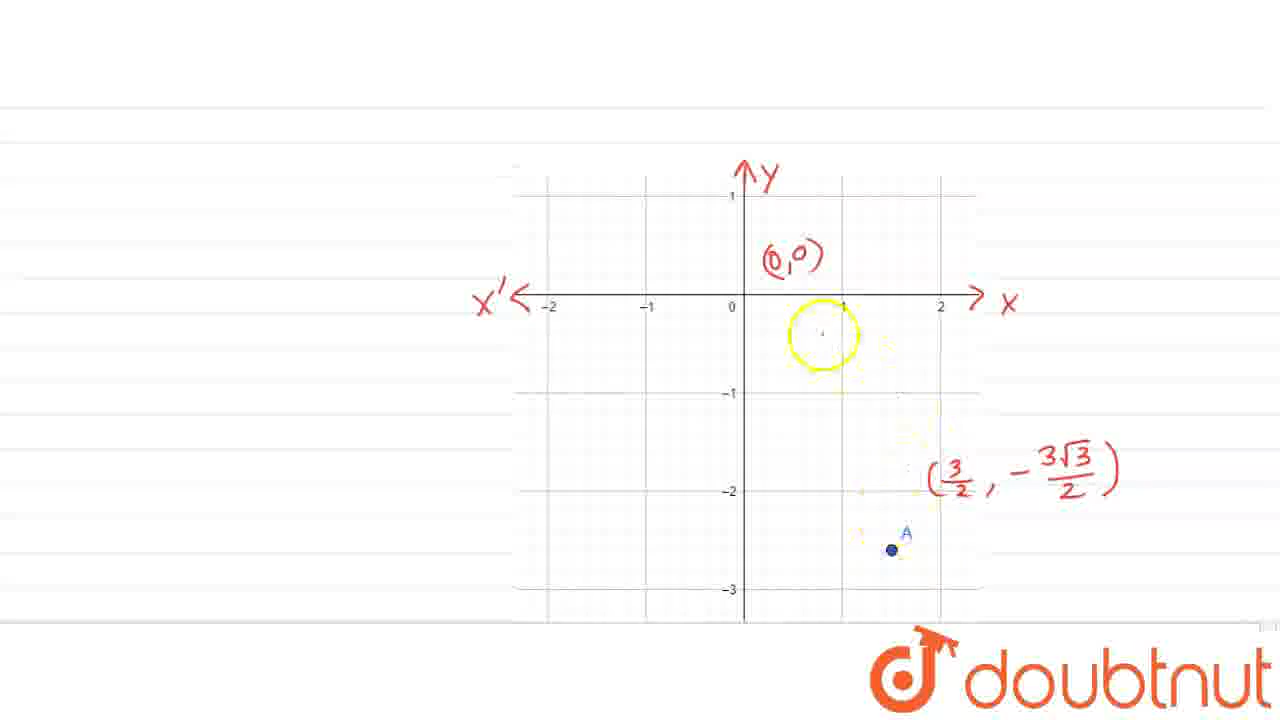 Y
1
(0,0)
X' −2 −1 0 1 2 X
−1
(3/2, -3√3/2)
−2
A
−3
doubtnut